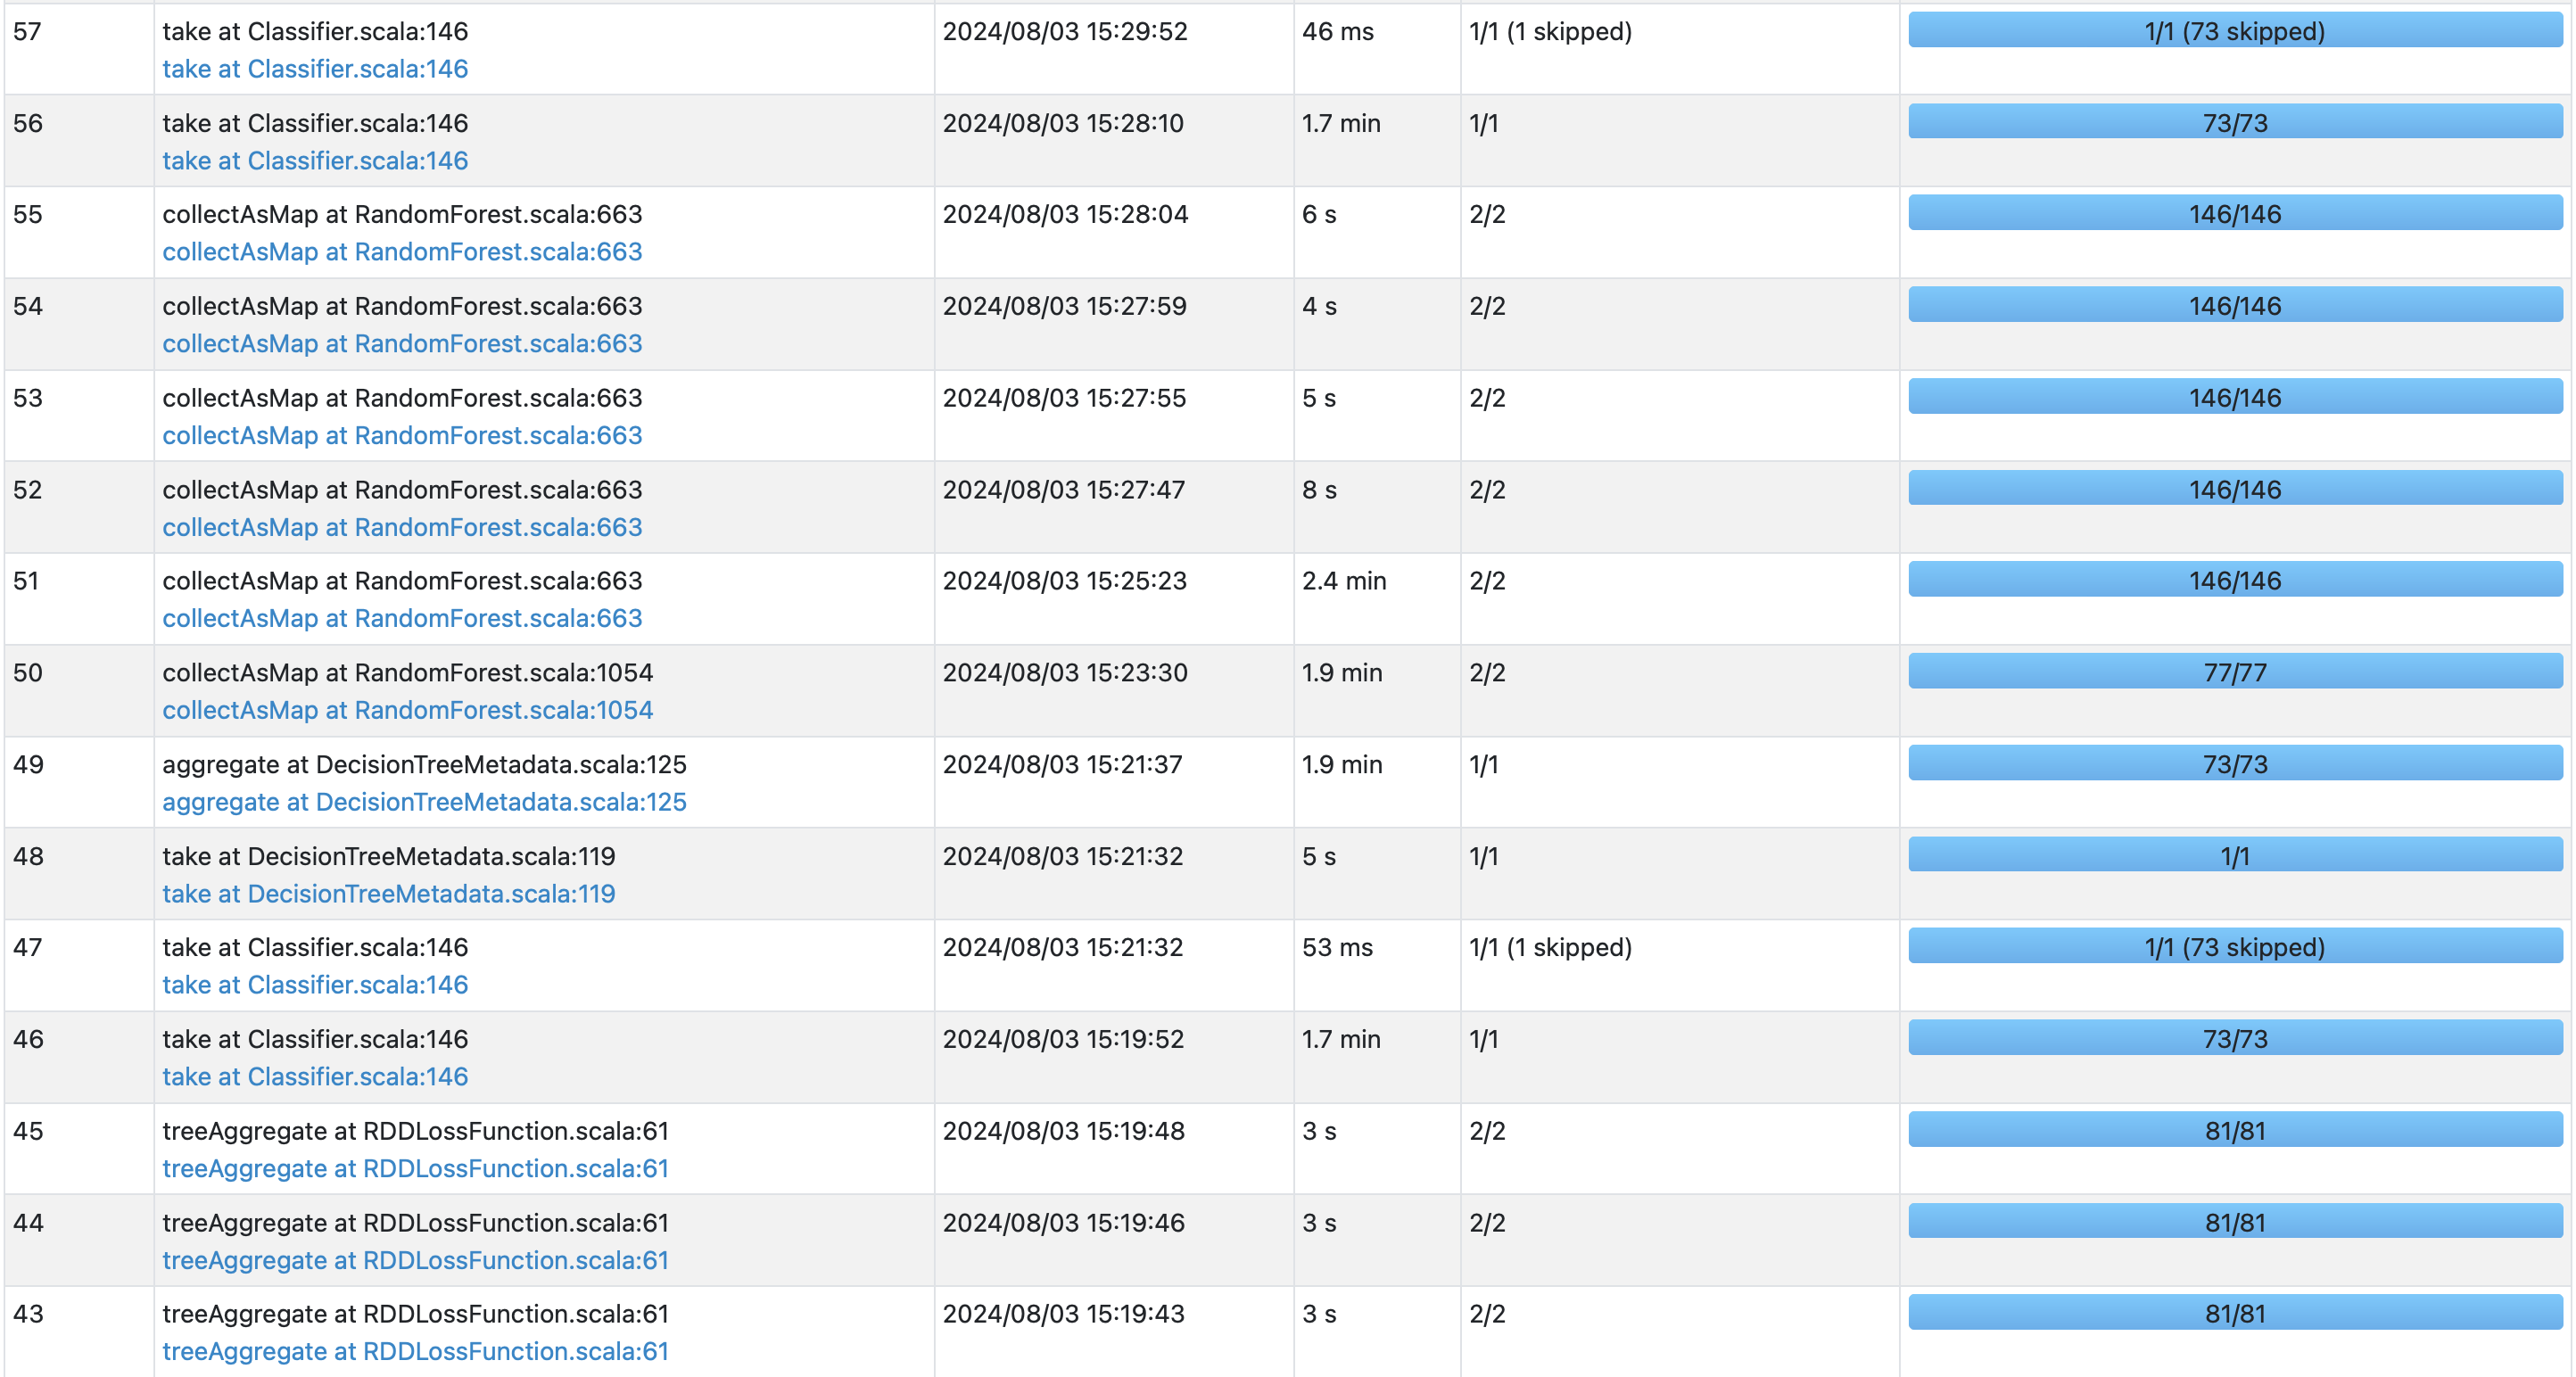 57 take at Classifier.scala:146 2024/08/03 15:29:52 46 ms 1/1 (1 skipped) 1/1 (73 skipped)
take at Classifier.scala:146
56 take at Classifier.scala:146 2024/08/03 15:28:10 1.7 min 1/1 73/73
take at Classifier.scala:146
55 collectAsMap at RandomForest.scala:663 2024/08/03 15:28:04 6 s 2/2 146/146
collectAsMap at RandomForest.scala:663
54 collectAsMap at RandomForest.scala:663 2024/08/03 15:27:59 4 s 2/2 146/146
collectAsMap at RandomForest.scala:663
53 collectAsMap at RandomForest.scala:663 2024/08/03 15:27:55 5 s 2/2 146/146
collectAsMap at RandomForest.scala:663
52 collectAsMap at RandomForest.scala:663 2024/08/03 15:27:47 8 s 2/2 146/146
collectAsMap at RandomForest.scala:663
51 collectAsMap at RandomForest.scala:663 2024/08/03 15:25:23 2.4 min 2/2 146/146
collectAsMap at RandomForest.scala:663
50 collectAsMap at RandomForest.scala:1054 2024/08/03 15:23:30 1.9 min 2/2 77/77
collectAsMap at RandomForest.scala:1054
49 aggregate at DecisionTreeMetadata.scala:125 2024/08/03 15:21:37 1.9 min 1/1 73/73
aggregate at DecisionTreeMetadata.scala:125
48 take at DecisionTreeMetadata.scala:119 2024/08/03 15:21:32 5 s 1/1 1/1
take at DecisionTreeMetadata.scala:119
47 take at Classifier.scala:146 2024/08/03 15:21:32 53 ms 1/1 (1 skipped) 1/1 (73 skipped)
take at Classifier.scala:146
46 take at Classifier.scala:146 2024/08/03 15:19:52 1.7 min 1/1 73/73
take at Classifier.scala:146
45 treeAggregate at RDDLossFunction.scala:61 2024/08/03 15:19:48 3 s 2/2 81/81
treeAggregate at RDDLossFunction.scala:61
44 treeAggregate at RDDLossFunction.scala:61 2024/08/03 15:19:46 3 s 2/2 81/81
treeAggregate at RDDLossFunction.scala:61
43 treeAggregate at RDDLossFunction.scala:61 2024/08/03 15:19:43 3 s 2/2 81/81
treeAggregate at RDDLossFunction.scala:61